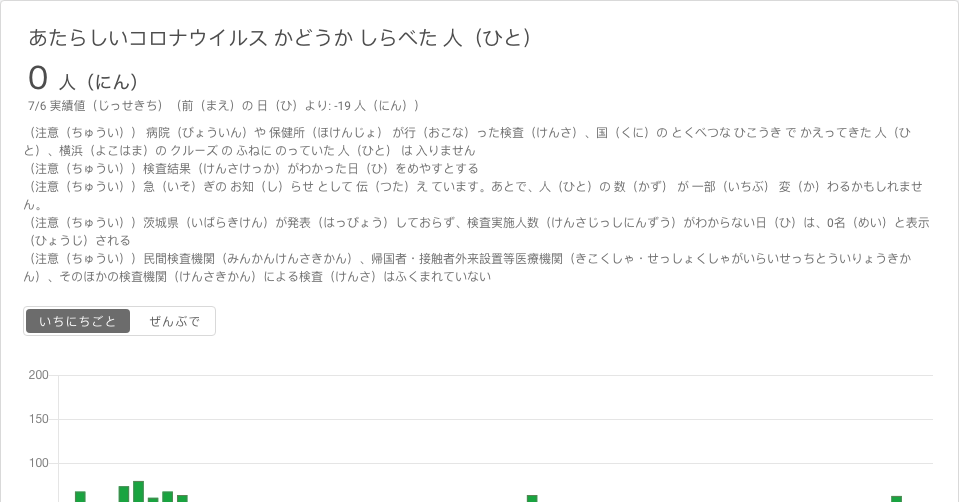 あたらしいコロナウイルス かどうか しらべた 人（ひと）
0 人（にん）
7/6 実績値（じっせきち）（前（まえ）の 日（ひ）より: -19 人（にん））
（注意（ちゅうい）） 病院（びょういん）や 保健所（ほけんじょ） が行（おこな）った検査（けんさ）、国（くに）の とくべつな ひこうき で かえってきた 人（ひ
と）、横浜（よこはま）の クルーズ の ふねに のっていた 人（ひと） は 入りません
（注意（ちゅうい））検査結果（けんさけっか）がわかった日（ひ）をめやすとする
（注意（ちゅうい））急（いそ）ぎの お知（し）らせ として 伝（つた）え ています。あとで、人（ひと）の 数（かず） が 一部（いちぶ） 変（か）わるかもしれませ
ん。
（注意（ちゅうい））茨城県（いばらきけん）が発表（はっぴょう）しておらず、検査実施人数（けんさじっしにんずう）がわからない日（ひ）は、0名（めい）と表示
（ひょうじ）される
（注意（ちゅうい））民間検査機関（みんかんけんさきかん）、帰国者・接触者外来設置等医療機関（きこくしゃ・せっしょくしゃがいらいせっちとういりょうきか
ん）、そのほかの検査機関（けんさきかん）による検査（けんさ）はふくまれていない
いちにちごと ぜんぶで
200
150
100